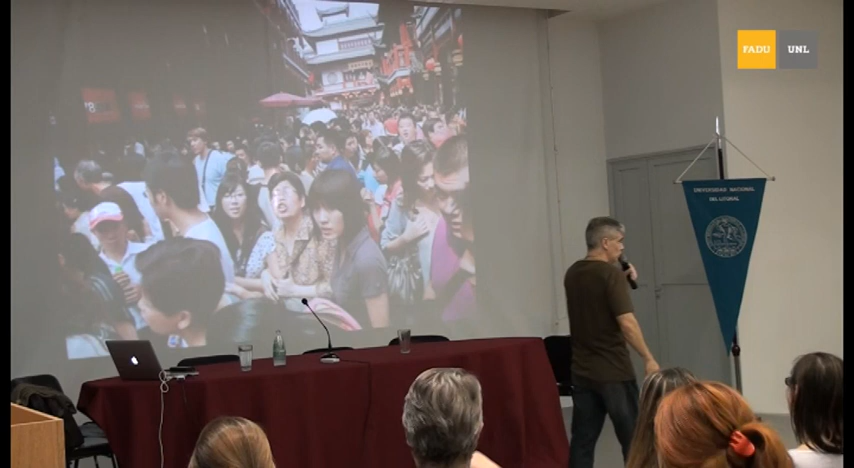 FADU UNL
UNIVERSIDAD NACIONAL
DEL LITORAL